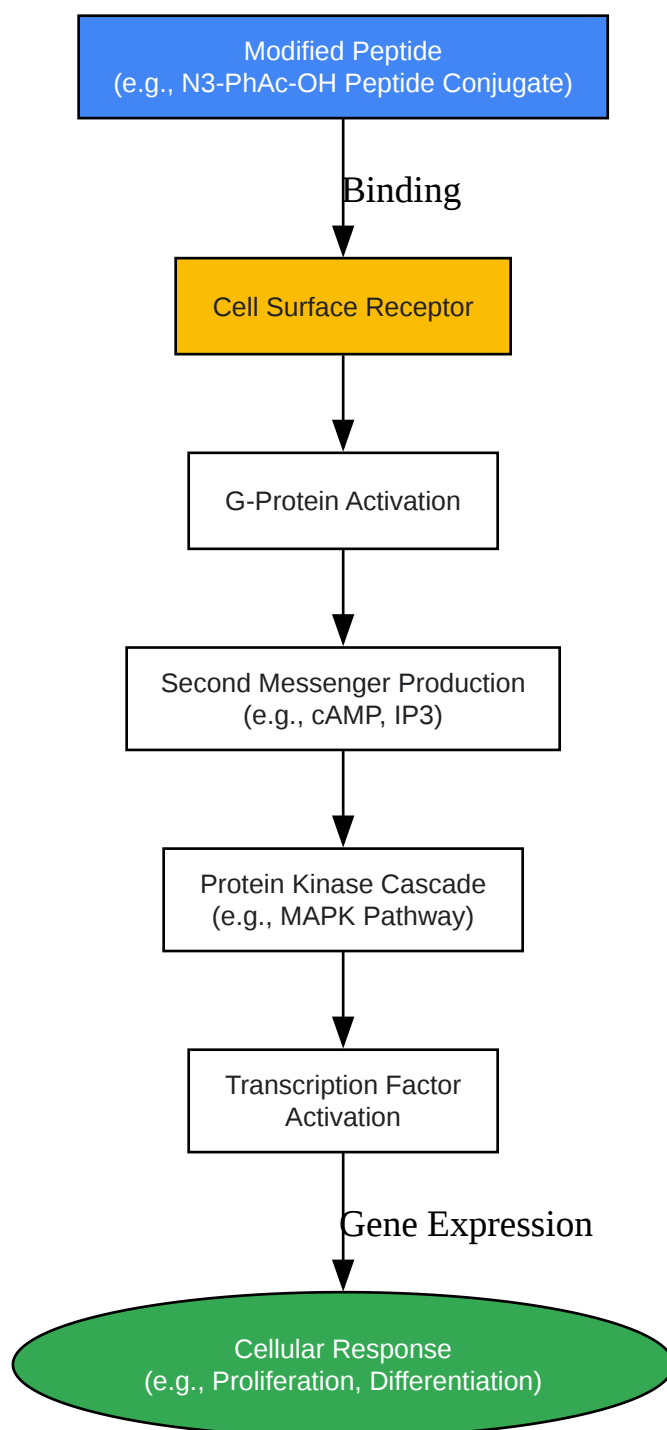 Modified Peptide
(e.g., N3-PhAc-OH Peptide Conjugate)
Binding
Cell Surface Receptor
G-Protein Activation
Second Messenger Production
(e.g., cAMP, IP3)
Protein Kinase Cascade
(e.g., MAPK Pathway)
Transcription Factor
Activation
Gene Expression
Cellular Response
(e.g., Proliferation, Differentiation)